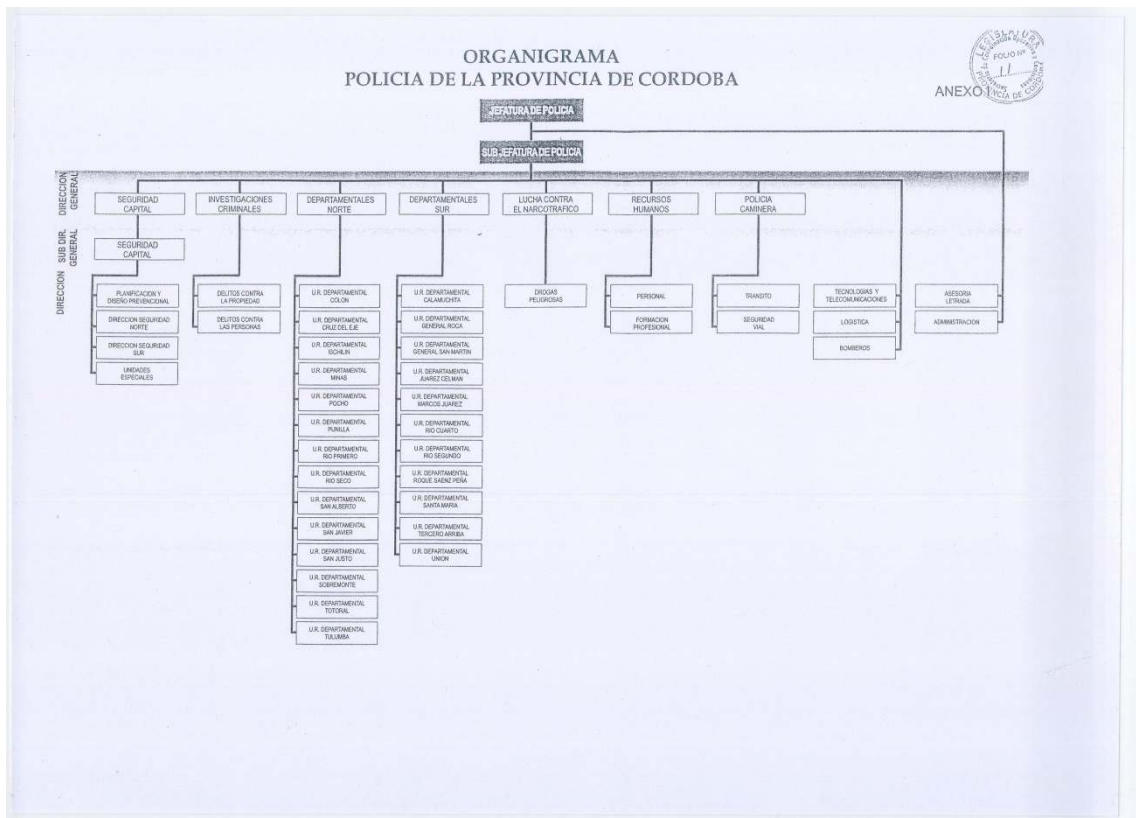 ORGANIGRAMA
POLICIA DE LA PROVINCIA DE CORDOBA
LEGISLATURA
FOLIO Nº
11
PROVINCIA DE CORDOBA
ANEXO
JEFATURA DE POLICIA
SUB JEFATURA DE POLICIA
DIRECCION
GENERAL
SEGURIDAD
CAPITAL
INVESTIGACIONES
CRIMINALES
DEPARTAMENTALES
NORTE
DEPARTAMENTALES
SUR
LUCHA CONTRA
EL NARCOTRAFICO
RECURSOS
HUMANOS
POLICIA
CAMINERA
SUB DIR.
GENERAL
SEGURIDAD
CAPITAL
DIRECCION
PLANIFICACION Y
DISEÑO PREVENCIONAL
DIRECCION SEGURIDAD
NORTE
DIRECCION SEGURIDAD
SUR
UNIDADES
ESPECIALES
DELITOS CONTRA
LA PROPIEDAD
DELITOS CONTRA
LAS PERSONAS
U.R. DEPARTAMENTAL
COLON
U.R. DEPARTAMENTAL
CRUZ DEL EJE
U.R. DEPARTAMENTAL
ISCHILIN
U.R. DEPARTAMENTAL
MINAS
U.R. DEPARTAMENTAL
POCHO
U.R. DEPARTAMENTAL
PUNILLA
U.R. DEPARTAMENTAL
RIO PRIMERO
U.R. DEPARTAMENTAL
RIO SECO
U.R. DEPARTAMENTAL
SAN ALBERTO
U.R. DEPARTAMENTAL
SAN JAVIER
U.R. DEPARTAMENTAL
SAN JUSTO
U.R. DEPARTAMENTAL
SOBREMONTE
U.R. DEPARTAMENTAL
TOTORAL
U.R. DEPARTAMENTAL
TULUMBA
U.R. DEPARTAMENTAL
CALAMUCHITA
U.R. DEPARTAMENTAL
GENERAL ROCA
U.R. DEPARTAMENTAL
GENERAL SAN MARTIN
U.R. DEPARTAMENTAL
JUAREZ CELMAN
U.R. DEPARTAMENTAL
MARCOS JUAREZ
U.R. DEPARTAMENTAL
RIO CUARTO
U.R. DEPARTAMENTAL
RIO SEGUNDO
U.R. DEPARTAMENTAL
ROQUE SAENZ PEÑA
U.R. DEPARTAMENTAL
SANTA MARIA
U.R. DEPARTAMENTAL
TERCERO ARRIBA
U.R. DEPARTAMENTAL
UNION
DROGAS
PELIGROSAS
PERSONAL
FORMACION
PROFESIONAL
TRANSITO
SEGURIDAD
VIAL
TECNOLOGIAS Y
TELECOMUNICACIONES
LOGISTICA
BOMBEROS
ASESORIA
LETRADA
ADMINISTRACION